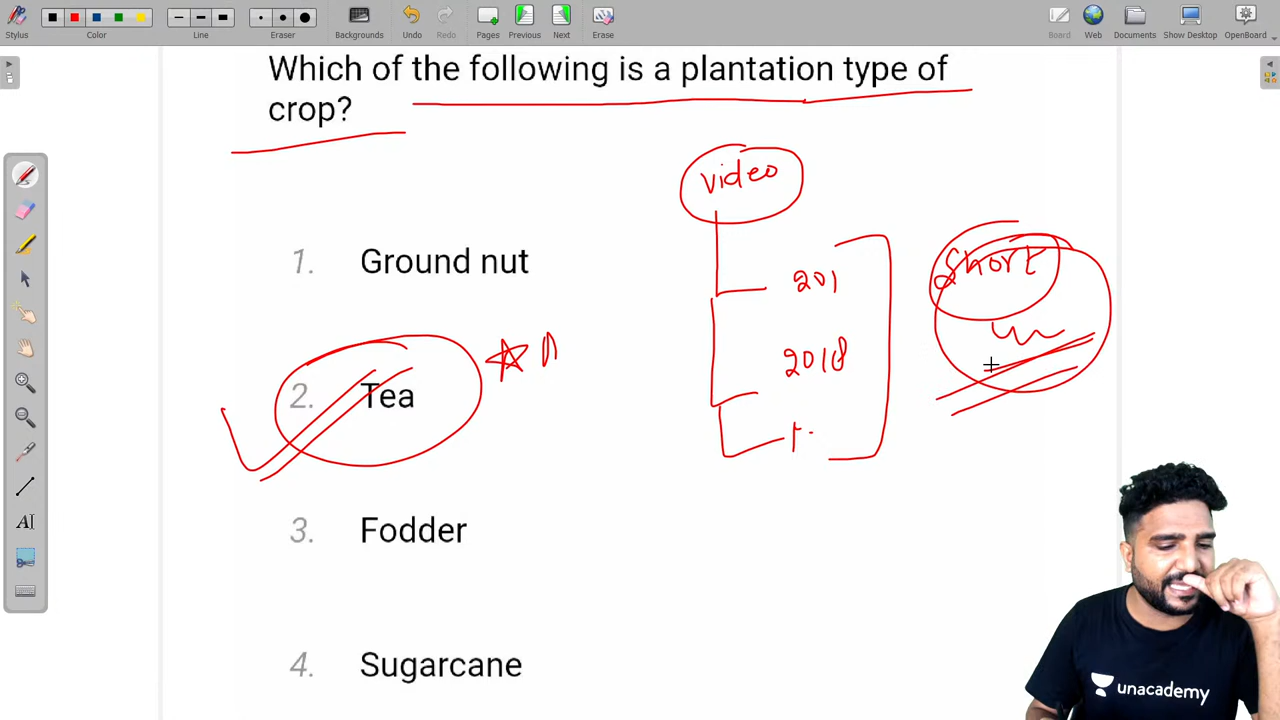 Stylus
Color
Line
Eraser
Backgrounds
Undo
Redo
Pages
Previous
Next
Erase
Board
Web
Documents
Show Desktop
OpenBoard
Which of the following is a plantation type of
crop?
video
1. Ground nut
201
Short
2. Tea
2018
3. Fodder
4. Sugarcane
AI
unacademy